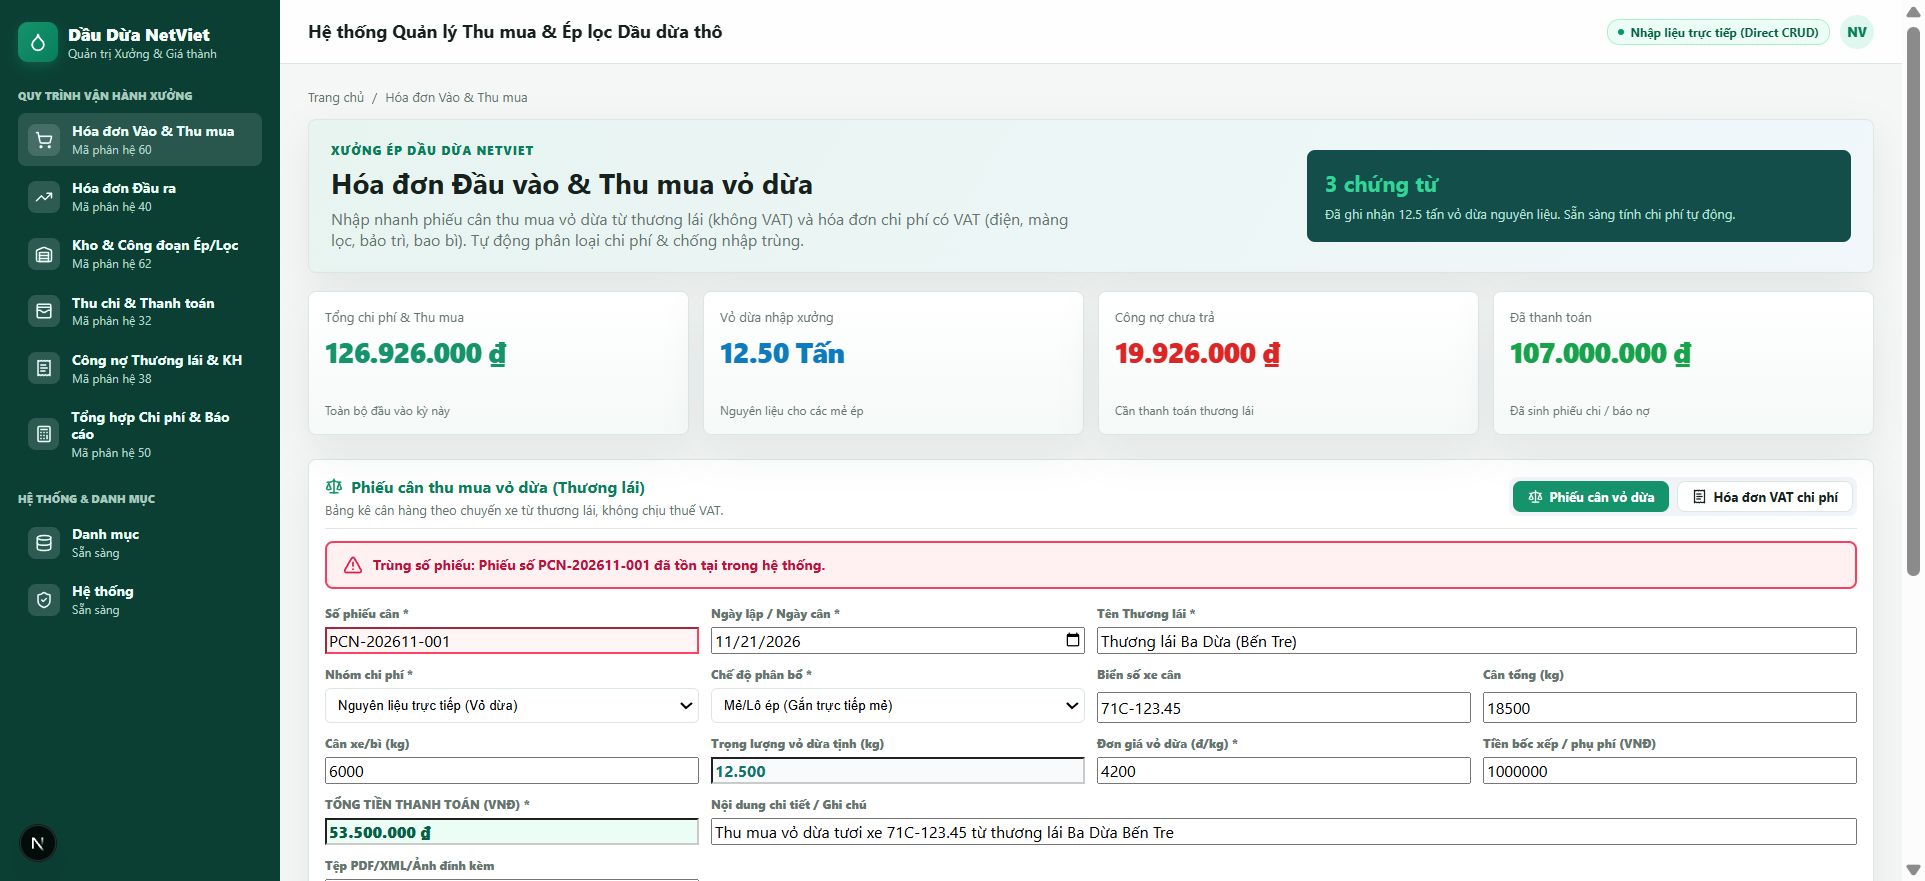 Dầu Dừa NetViet
Quản trị Xưởng & Giá thành
QUY TRÌNH VẬN HÀNH XƯỞNG
Hóa đơn Vào & Thu mua
Mã phân hệ 60
Hóa đơn Đầu ra
Mã phân hệ 40
Kho & Công đoạn Ép/Lọc
Mã phân hệ 62
Thu chi & Thanh toán
Mã phân hệ 32
Công nợ Thương lái & KH
Mã phân hệ 38
Tổng hợp Chi phí & Báo
cáo
Mã phân hệ 50
HỆ THỐNG & DANH MỤC
Danh mục
Sẵn sàng
Hệ thống
Sẵn sàng
N
Hệ thống Quản lý Thu mua & Ép lọc Dầu dừa thô
Nhập liệu trực tiếp (Direct CRUD)
NV
Trang chủ / Hóa đơn Vào & Thu mua
XƯỞNG ÉP DẦU DỪA NETVIET
Hóa đơn Đầu vào & Thu mua vỏ dừa
Nhập nhanh phiếu cân thu mua vỏ dừa từ thương lái (không VAT) và hóa đơn chi phí có VAT (điện, màng
lọc, bảo trì, bao bì). Tự động phân loại chi phí & chống nhập trùng.
3 chứng từ
Đã ghi nhận 12.5 tấn vỏ dừa nguyên liệu. Sẵn sàng tính chi phí tự động.
Tổng chi phí & Thu mua
126.926.000 ₫
Toàn bộ đầu vào kỳ này
Vỏ dừa nhập xưởng
12.50 Tấn
Nguyên liệu cho các mẻ ép
Công nợ chưa trả
19.926.000 ₫
Cần thanh toán thương lái
Đã thanh toán
107.000.000 ₫
Đã sinh phiếu chi / báo nợ
Phiếu cân thu mua vỏ dừa (Thương lái)
Bảng kê cân hàng theo chuyến xe từ thương lái, không chịu thuế VAT.
Phiếu cân vỏ dừa
Hóa đơn VAT chi phí
Trùng số phiếu: Phiếu số PCN-202611-001 đã tồn tại trong hệ thống.
Số phiếu cân * Ngày lập / Ngày cân * Tên Thương lái *
PCN-202611-001 11/21/2026 Thương lái Ba Dừa (Bến Tre)
Nhóm chi phí * Chế độ phân bổ * Biển số xe cân Cân tổng (kg)
Nguyên liệu trực tiếp (Vỏ dừa) Mẻ/Lô ép (Gắn trực tiếp mẻ) 71C-123.45 18500
Cân xe/bì (kg) Trọng lượng vỏ dừa tịnh (kg) Đơn giá vỏ dừa (đ/kg) * Tiền bốc xếp / phụ phí (VNĐ)
6000 12.500 4200 1000000
TỔNG TIỀN THANH TOÁN (VNĐ) * Nội dung chi tiết / Ghi chú
53.500.000 ₫ Thu mua vỏ dừa tươi xe 71C-123.45 từ thương lái Ba Dừa Bến Tre
Tệp PDF/XML/Ảnh đính kèm